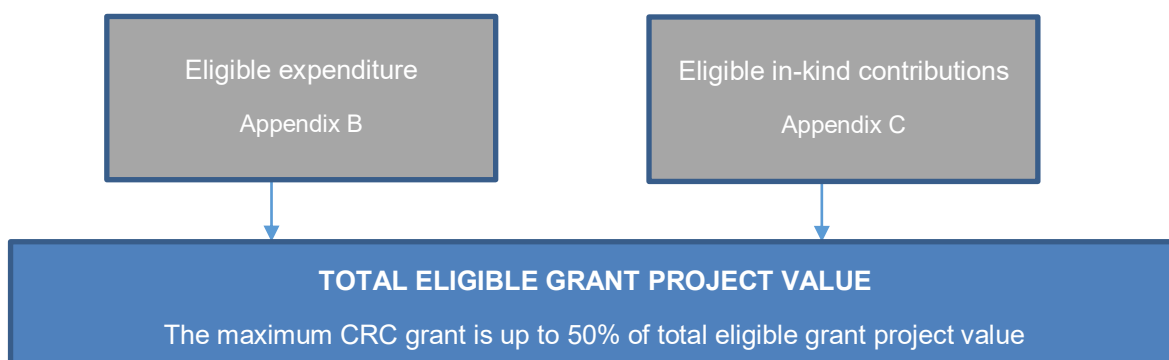 Eligible expenditure
Appendix B
Eligible in-kind contributions
Appendix C
TOTAL ELIGIBLE GRANT PROJECT VALUE
The maximum CRC grant is up to 50% of total eligible grant project value